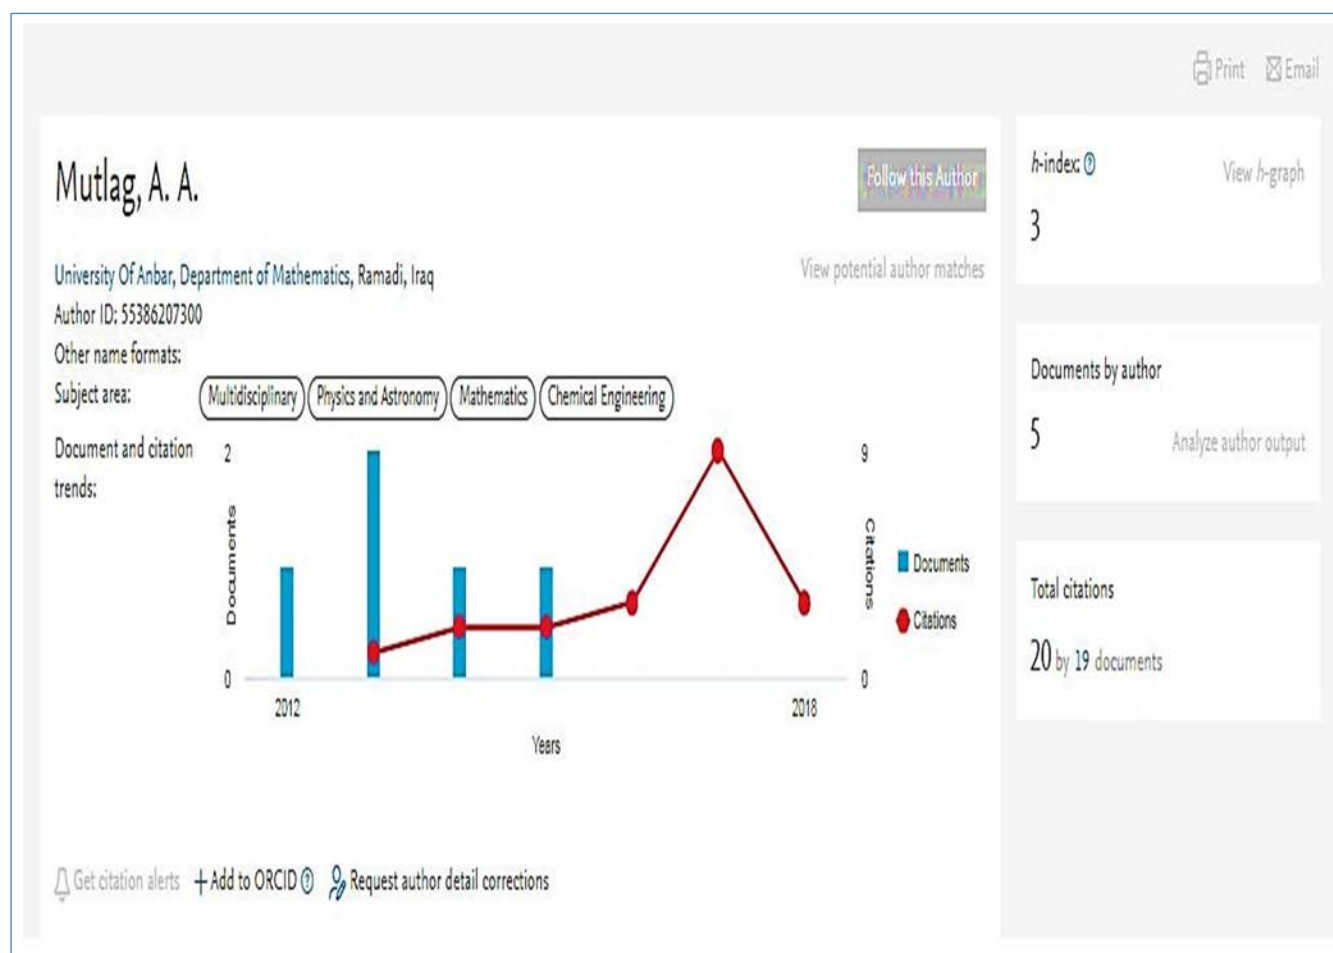 Print Email
Mutlag, A. A.
Follow this Author
University Of Anbar, Department of Mathematics, Ramadi, Iraq
View potential author matches
Author ID: 55386207300
Other name formats:
Subject area: Multidisciplinary Physics and Astronomy Mathematics Chemical Engineering
Document and citation
trends:
2
Documents
0
9
Citations
0
2012
2018
Years
Documents
Citations
Get citation alerts + Add to ORCID ? Request author detail corrections
h-index: ?
View h-graph
3
Documents by author
5
Analyze author output
Total citations
20 by 19 documents